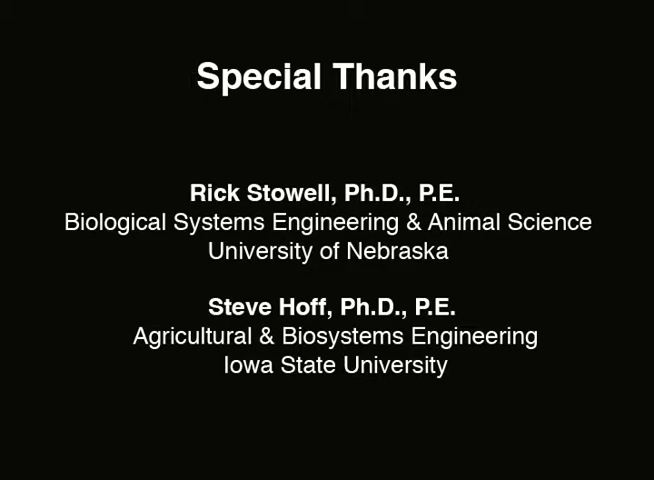 Special Thanks
Rick Stowell, Ph.D., P.E.
Biological Systems Engineering & Animal Science
University of Nebraska
Steve Hoff, Ph.D., P.E.
Agricultural & Biosystems Engineering
Iowa State University